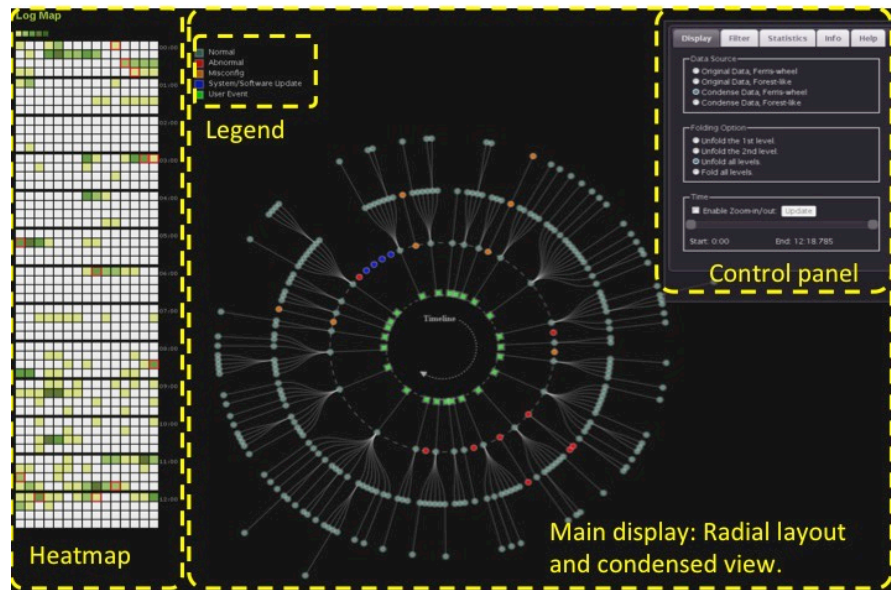 Log Map
00:00
01:00
02:00
03:00
04:00
05:00
06:00
07:00
08:00
09:00
10:00
11:00
12:00
Heatmap
Normal
Abnormal
Misconfig
System/Software Update
User Event
Legend
Timeline
Main display: Radial layout
and condensed view.
Display Filter Statistics Info Help
Data Source
Original Data, Ferris-wheel
Original Data, Forest-like
Condense Data, Ferris-wheel
Condense Data, Forest-like
Folding Option
Unfold the 1st level.
Unfold the 2nd level.
Unfold all levels.
Fold all levels.
Time
Enable Zoom-in/out: Update
Start: 0:00 End: 12:18.785
Control panel